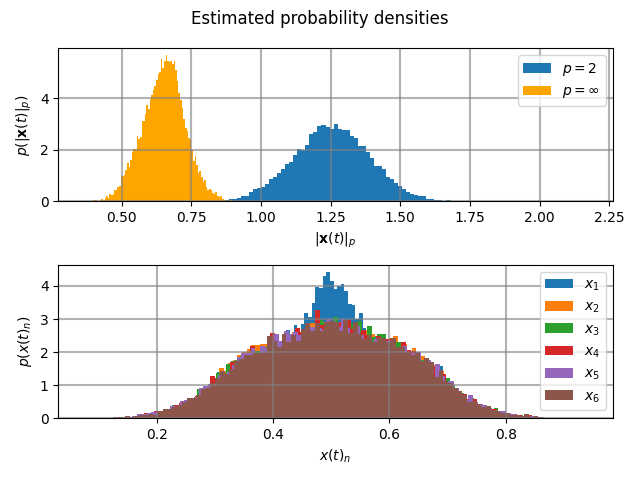 Estimated probability densities
p(|𝐱(t)|ₚ)
4
2
0
p = 2
p = ∞
0.50 0.75 1.00 1.25 1.50 1.75 2.00 2.25
|𝐱(t)|ₚ
p(x(t)ₙ)
4
3
2
1
0
x₁
x₂
x₃
x₄
x₅
x₆
0.2 0.4 0.6 0.8
x(t)ₙ